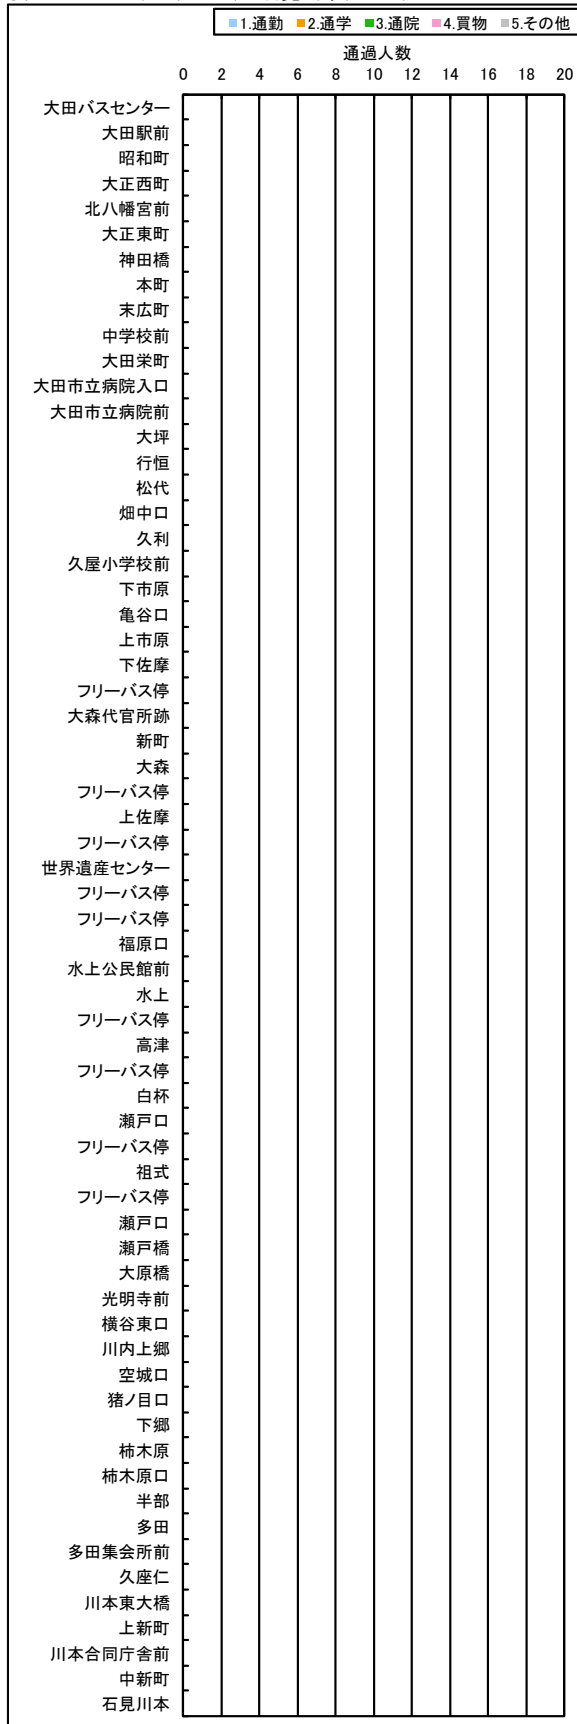 1.通勤 2.通学 3.通院 4.買物 5.その他
通過人数
0 2 4 6 8 10 12 14 16 18 20
大田バスセンター
大田駅前
昭和町
大正西町
北八幡宮前
大正東町
神田橋
本町
末広町
中学校前
大田栄町
大田市立病院入口
大田市立病院前
大坪
行恒
松代
畑中口
久利
久屋小学校前
下市原
亀谷口
上市原
下佐摩
フリーバス停
大森代官所跡
新町
大森
フリーバス停
上佐摩
フリーバス停
世界遺産センター
フリーバス停
フリーバス停
福原口
水上公民館前
水上
フリーバス停
高津
フリーバス停
白杯
瀬戸口
フリーバス停
祖式
フリーバス停
瀬戸口
瀬戸橋
大原橋
光明寺前
横谷東口
川内上郷
空城口
猪ノ目口
下郷
柿木原
柿木原口
半部
多田
多田集会所前
久座仁
川本東大橋
上新町
川本合同庁舎前
中新町
石見川本